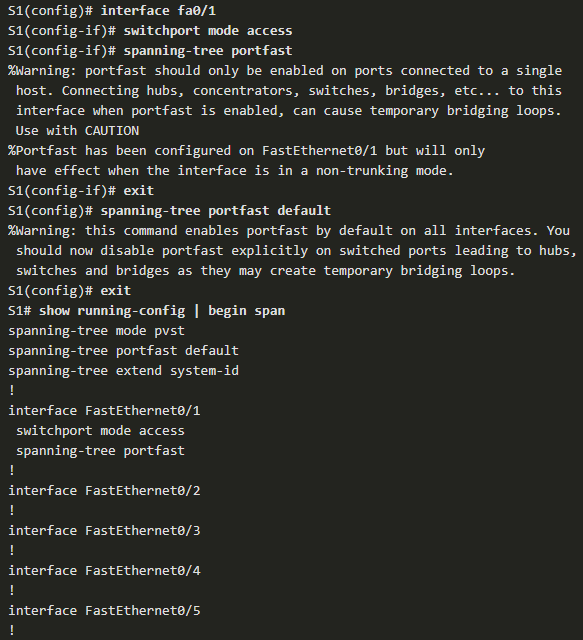 S1(config)# interface fa0/1
S1(config-if)# switchport mode access
S1(config-if)# spanning-tree portfast
%Warning: portfast should only be enabled on ports connected to a single
 host. Connecting hubs, concentrators, switches, bridges, etc... to this
 interface when portfast is enabled, can cause temporary bridging loops.
 Use with CAUTION
%Portfast has been configured on FastEthernet0/1 but will only
 have effect when the interface is in a non-trunking mode.
S1(config-if)# exit
S1(config)# spanning-tree portfast default
%Warning: this command enables portfast by default on all interfaces. You
 should now disable portfast explicitly on switched ports leading to hubs,
 switches and bridges as they may create temporary bridging loops.
S1(config)# exit
S1# show running-config | begin span
spanning-tree mode pvst
spanning-tree portfast default
spanning-tree extend system-id
!
interface FastEthernet0/1
 switchport mode access
 spanning-tree portfast
!
interface FastEthernet0/2
!
interface FastEthernet0/3
!
interface FastEthernet0/4
!
interface FastEthernet0/5
!